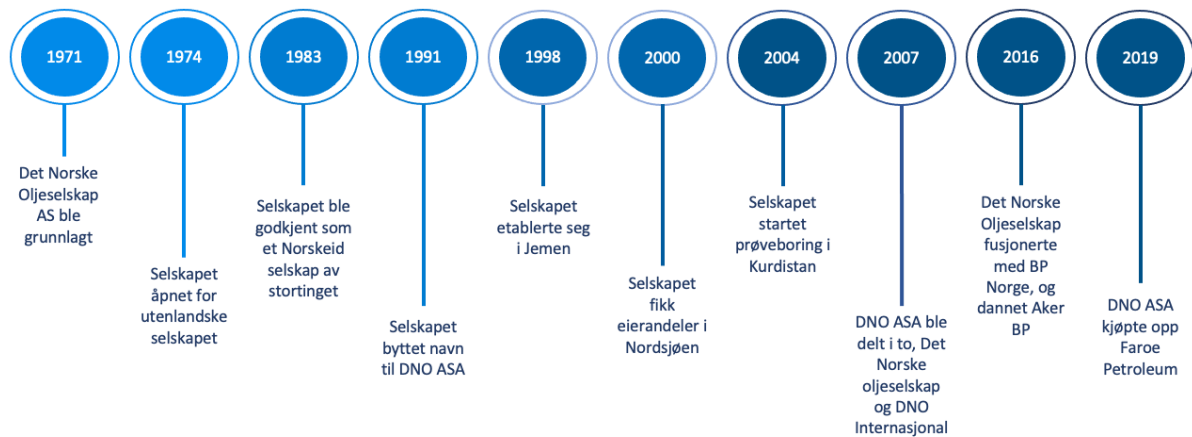 1971
1974
1983
1991
1998
2000
2004
2007
2016
2019
Det Norske
Oljeselskap
AS ble
grunnlagt
Selskapet
åpnet for
utenlandske
selskapet
Selskapet ble
godkjent som
et Norskeid
selskap av
stortinget
Selskapet
byttet navn
til DNO ASA
Selskapet
etablerte seg
i Jemen
Selskapet
fikk
eierandeler i
Nordsjøen
Selskapet
startet
prøveboring i
Kurdistan
DNO ASA ble
delt i to, Det
Norske
oljeselskap
og DNO
Internasjonal
Det Norske
Oljeselskap
fusjonerte
med BP
Norge, og
dannet Aker
BP
DNO ASA
kjøpte opp
Faroe
Petroleum